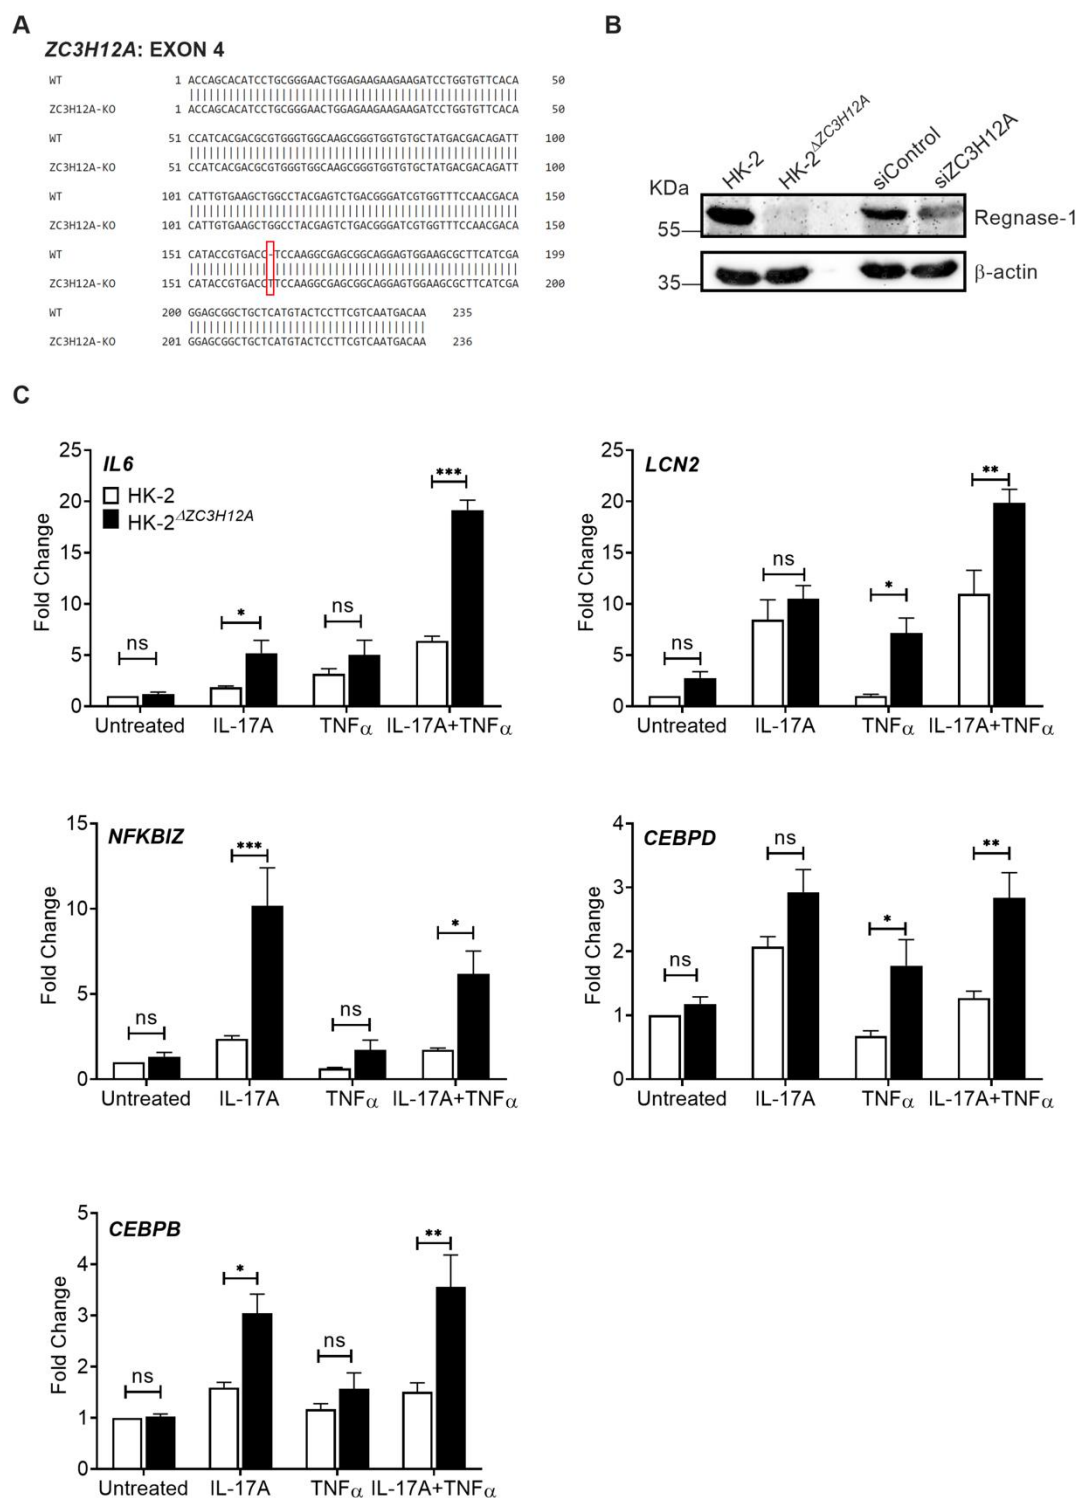 A
ZC3H12A: EXON 4
WT 1 ACCAGCACATCCTGCGGGAACTGGAGAAGAAGAAGATCCTGGTGTTCACA 50
ZC3H12A-KO 1 ACCAGCACATCCTGCGGGAACTGGAGAAGAAGAAGATCCTGGTGTTCACA 50
WT 51 CCATCACGACGCGTGGGTGGCAAGCGGGTGGTGTGCTATGACGACAGATT 100
ZC3H12A-KO 51 CCATCACGACGCGTGGGTGGCAAGCGGGTGGTGTGCTATGACGACAGATT 100
WT 101 CATTGTGAAGCTGGCCTACGAGTCTGACGGGATCGTGGTTTCCAACGACA 150
ZC3H12A-KO 101 CATTGTGAAGCTGGCCTACGAGTCTGACGGGATCGTGGTTTCCAACGACA 150
WT 151 CATACCGTGACC-TCCAAGGCGAGCGGCAGGAGTGGAAGCGCTTCATCGA 199
ZC3H12A-KO 151 CATACCGTGACCTTCCAAGGCGAGCGGCAGGAGTGGAAGCGCTTCATCGA 200
WT 200 GGAGCGGCTGCTCATGTACTCCTTCGTCAATGACAA 235
ZC3H12A-KO 201 GGAGCGGCTGCTCATGTACTCCTTCGTCAATGACAA 236
B
HK-2 HK-2ΔZC3H12A siControl siZC3H12A
KDa
55 Regnase-1
35 β-actin
C
IL6
HK-2
HK-2ΔZC3H12A
Fold Change
25
20
15
10
5
0
ns * ns ***
Untreated IL-17A TNFα IL-17A+TNFα
LCN2
Fold Change
25
20
15
10
5
0
ns ns * **
Untreated IL-17A TNFα IL-17A+TNFα
NFKBIZ
Fold Change
15
10
5
0
ns *** ns *
Untreated IL-17A TNFα IL-17A+TNFα
CEBPD
Fold Change
4
3
2
1
0
ns ns * **
Untreated IL-17A TNFα IL-17A+TNFα
CEBPB
Fold Change
5
4
3
2
1
0
ns * ns **
Untreated IL-17A TNFα IL-17A+TNFα